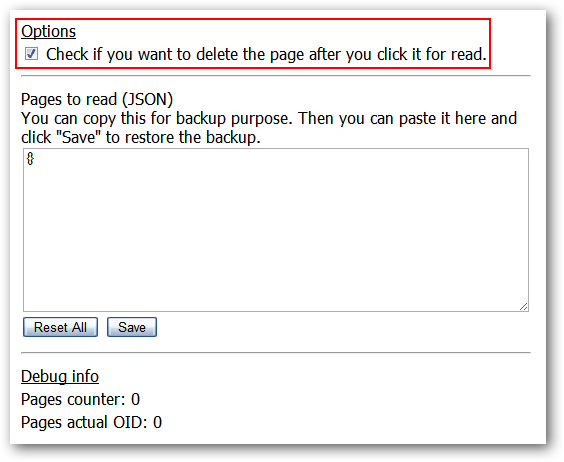 Options
Check if you want to delete the page after you click it for read.
Pages to read (JSON)
You can copy this for backup purpose. Then you can paste it here and
click "Save" to restore the backup.
{}
Reset All Save
Debug info
Pages counter: 0
Pages actual OID: 0